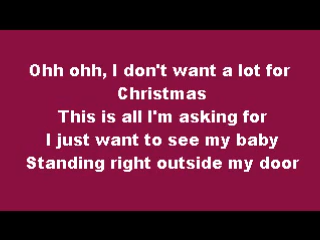 Ohh ohh, I don't want a lot for
Christmas
This is all I'm asking for
I just want to see my baby
Standing right outside my door